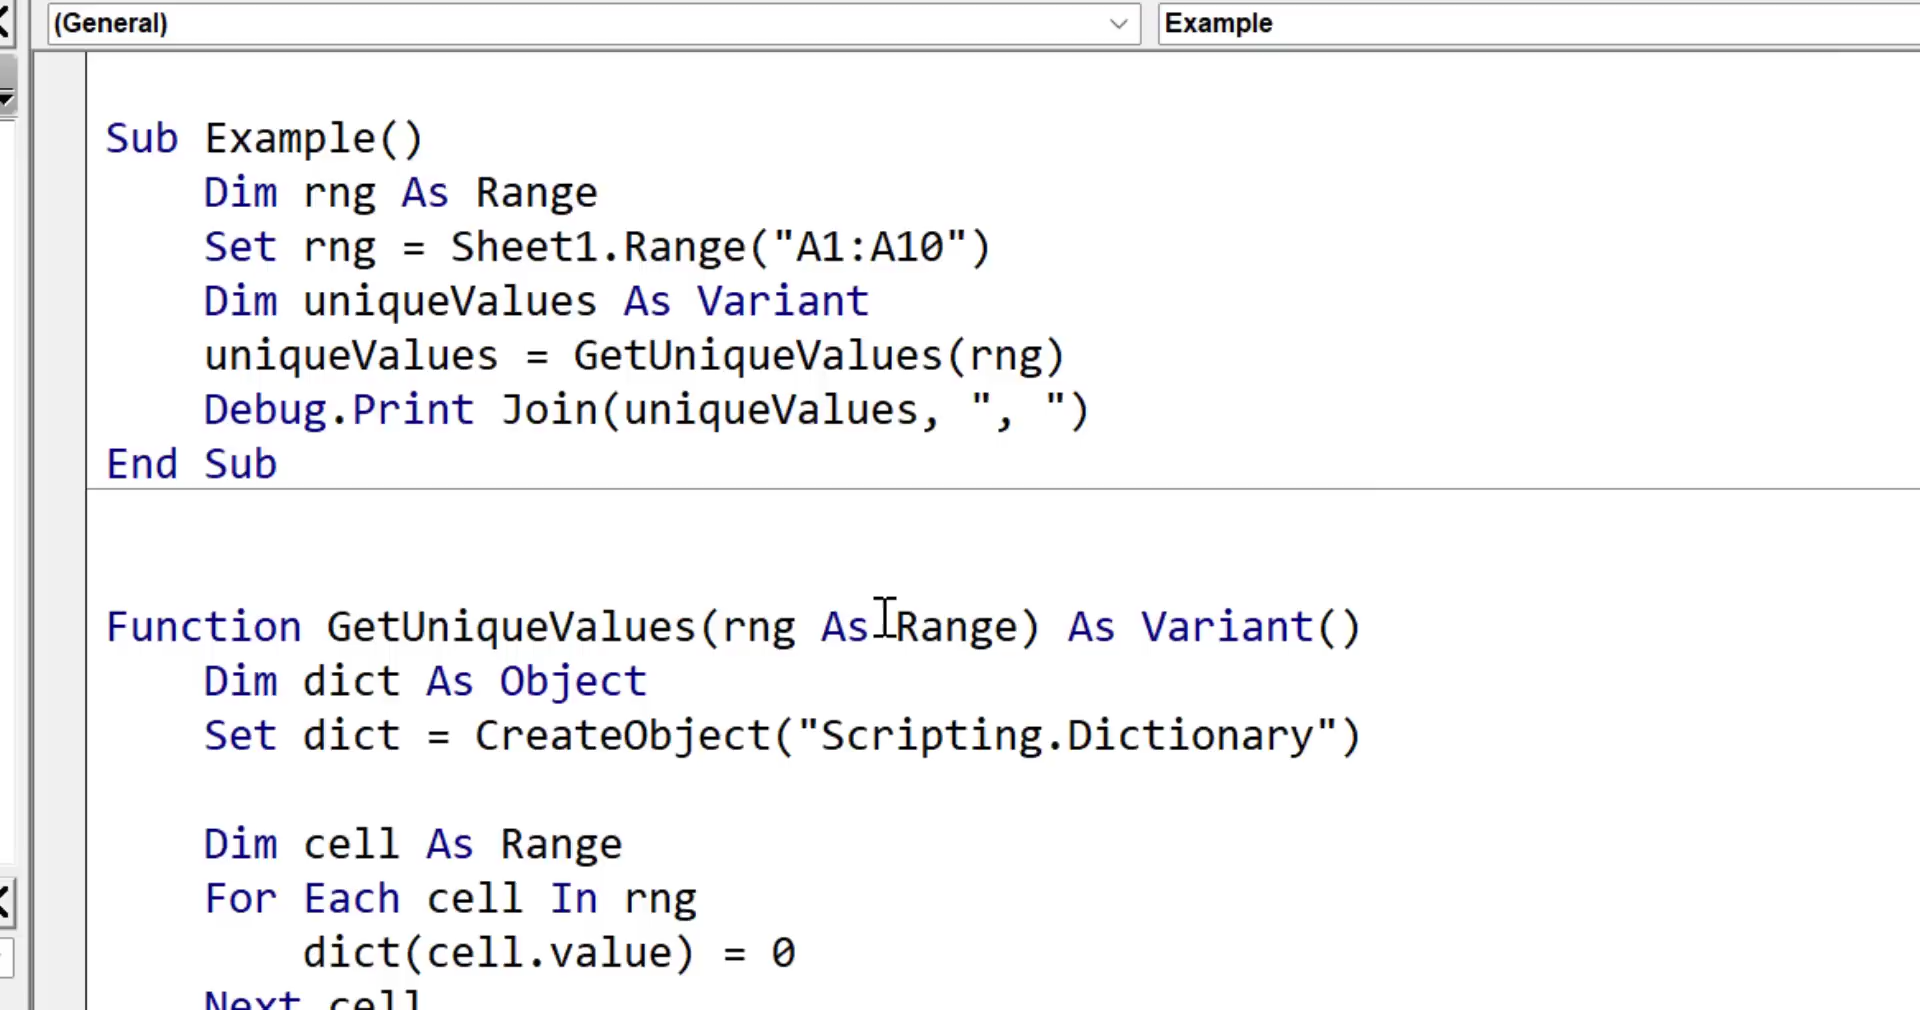 (General)
Example
Sub Example()
    Dim rng As Range
    Set rng = Sheet1.Range("A1:A10")
    Dim uniqueValues As Variant
    uniqueValues = GetUniqueValues(rng)
    Debug.Print Join(uniqueValues, ", ")
End Sub
Function GetUniqueValues(rng As Range) As Variant()
    Dim dict As Object
    Set dict = CreateObject("Scripting.Dictionary")
    Dim cell As Range
    For Each cell In rng
        dict(cell.value) = 0
    Next cell